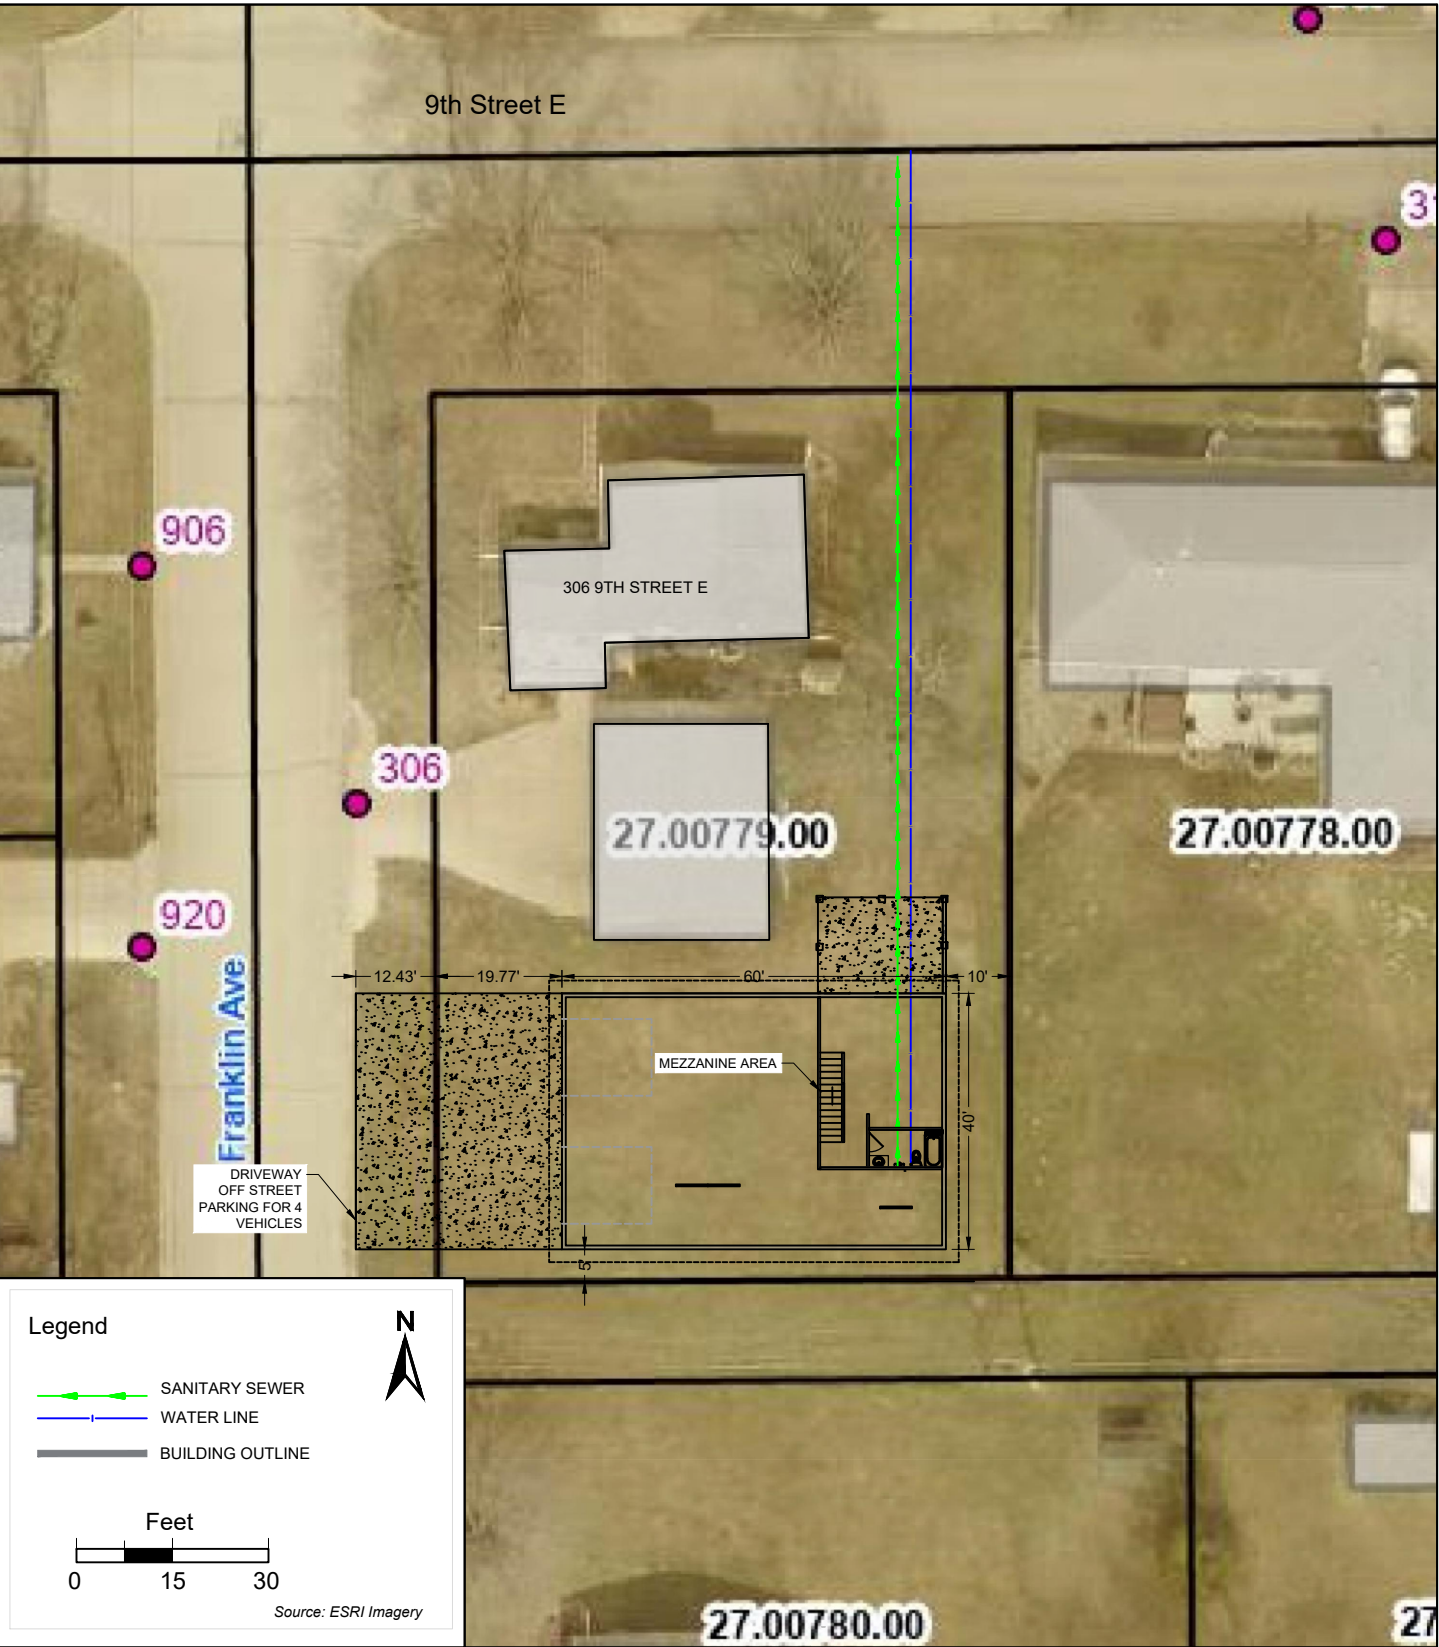 9th Street E
31
906
306 9TH STREET E
306
27.00779.00
27.00778.00
920
Franklin Ave
12.43'
19.77'
60'
10'
MEZZANINE AREA
40'
DRIVEWAY
OFF STREET
PARKING FOR 4
VEHICLES
5'
Legend
N
SANITARY SEWER
WATER LINE
BUILDING OUTLINE
Feet
0 15 30
Source: ESRI Imagery
27.00780.00
27